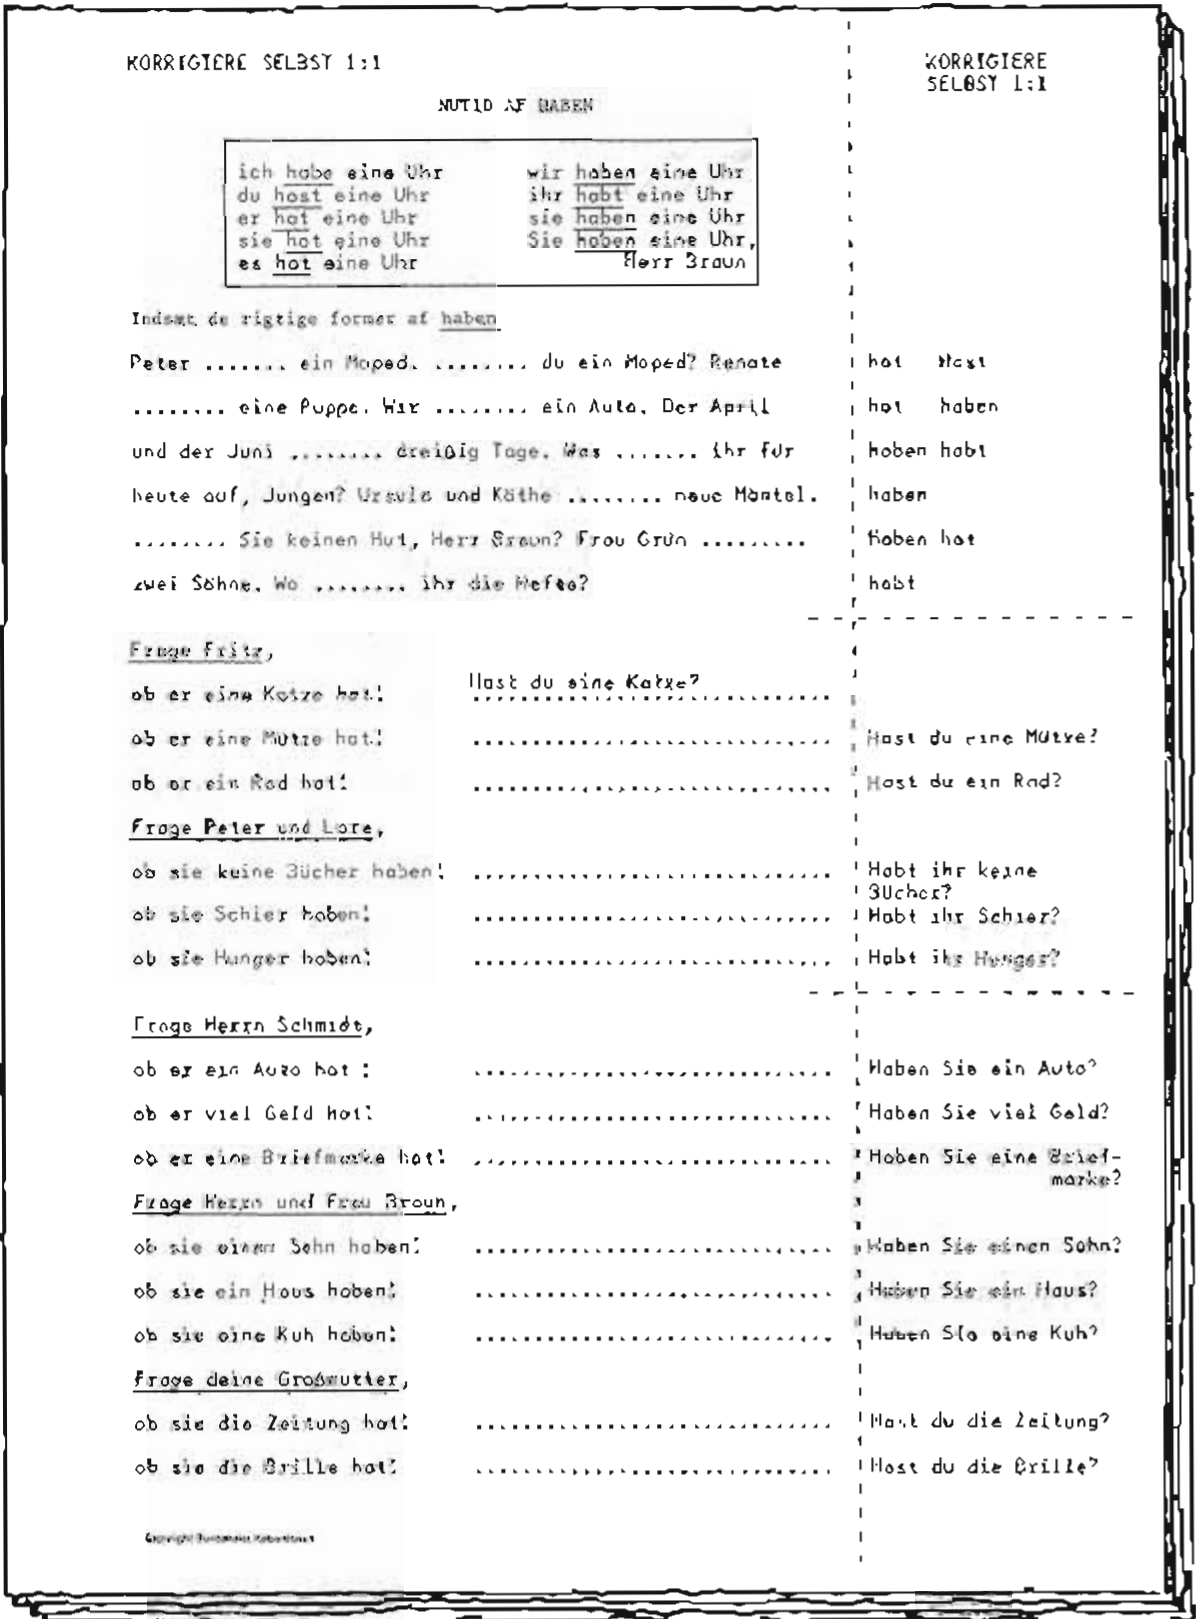 KORRIGIERE SELBST 1:1
KORRIGIERE
SELBST 1:1
NUTID AF HABEN
ich habe eine Uhr
du hast eine Uhr
er hat eine Uhr
sie hat eine Uhr
es hat eine Uhr
wir haben eine Uhr
ihr habt eine Uhr
sie haben eine Uhr
Sie haben eine Uhr,
Herr Braun
Indsæt de rigtige former af haben
Peter ....... ein Moped. ........ du ein Moped? Renate
hat Hast
........ eine Puppe. Wir ........ ein Auto. Der April
hat haben
und der Juni ........ dreißig Tage. Was ....... ihr für
haben habt
heute auf, Jungen? Ursula und Käthe ........ neue Mäntel.
haben
........ Sie keinen Hut, Herr Braun? Frau Grün .........
Haben hat
zwei Söhne. Wo ........ ihr die Hefte?
habt
Frage Fritz,
ob er eine Katze hat! Hast du eine Katze?
ob er eine Mütze hat! ............................... Hast du eine Mütze?
ob er ein Rad hat! ............................... Hast du ein Rad?
Frage Peter und Lore,
ob sie keine Bücher haben! ............................... Habt ihr keine
Bücher?
ob sie Schier haben! ............................... Habt ihr Schier?
ob sie Hunger haben! ............................... Habt ihr Hunger?
Frage Herrn Schmidt,
ob er ein Auto hat ! ............................... Haben Sie ein Auto?
ob er viel Geld hat! ............................... Haben Sie viel Geld?
ob er eine Briefmarke hat! ............................... Haben Sie eine Brief-
marke?
Frage Herrn und Frau Braun,
ob sie einen Sohn haben! ............................... Haben Sie einen Sohn?
ob sie ein Haus haben! ............................... Haben Sie ein Haus?
ob sie eine Kuh haben! ............................... Haben Sie eine Kuh?
Frage deine Großmutter,
ob sie die Zeitung hat! ............................... Hast du die Zeitung?
ob sie die Brille hat! ............................... Hast du die Brille?
Copyright